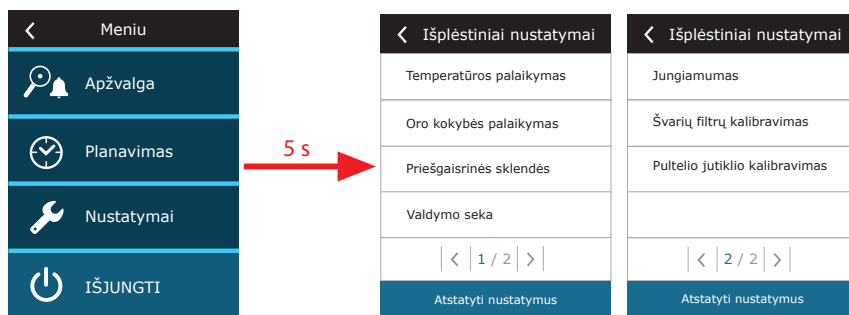 Meniu
Apžvalga
Planavimas
Nustatymai
IŠJUNGTI
5 s
Išplėstiniai nustatymai
Temperatūros palaikymas
Oro kokybės palaikymas
Priešgaisrinės sklendės
Valdymo seka
1 / 2
Atstatyti nustatymus
Išplėstiniai nustatymai
Jungiamumas
Švarių filtrų kalibravimas
Pultelio jutiklio kalibravimas
2 / 2
Atstatyti nustatymus